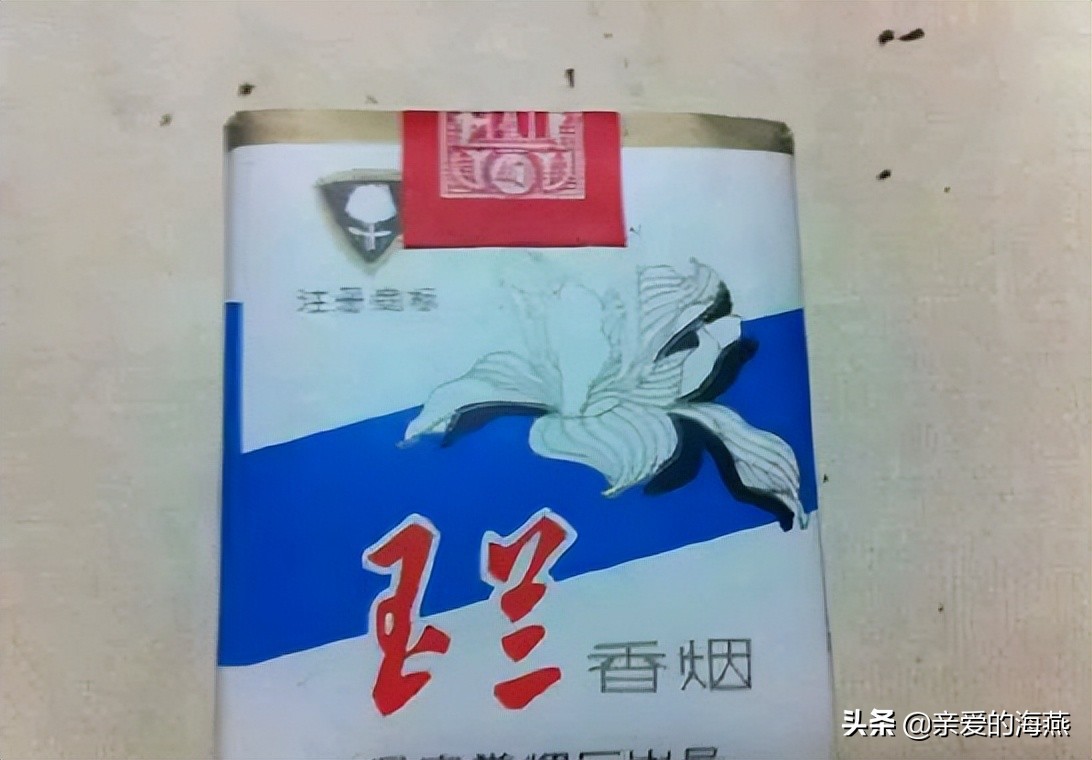 注册商标
玉兰
香烟
头条 @亲爱的海燕